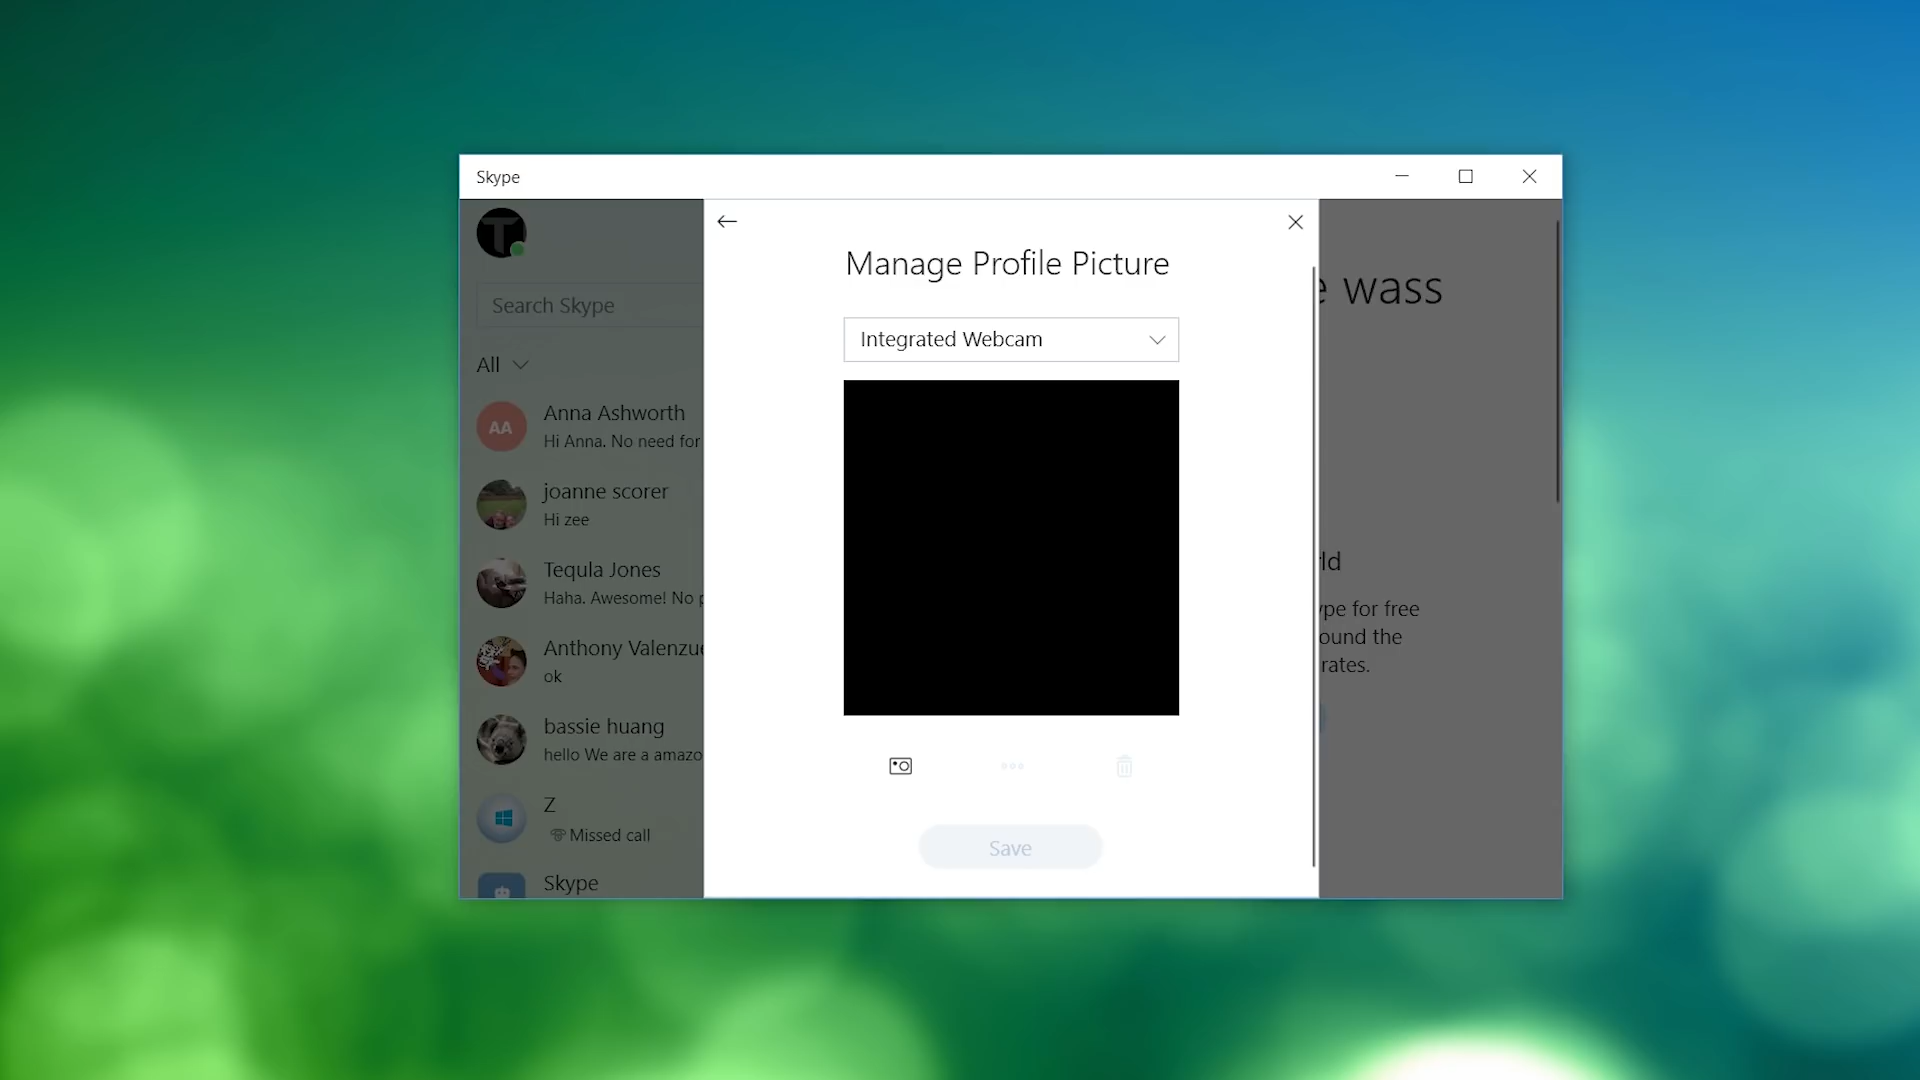 Skype
T
Manage Profile Picture
e wass
Search Skype
Integrated Webcam
All
AA
Anna Ashworth
Hi Anna. No need for
joanne scorer
Hi zee
Tequla Jones
Haha. Awesome! No p
Anthony Valenzue
ok
bassie huang
hello We are a amazo
Z
Missed call
Skype
ld
ype for free
ound the
rates.
Save